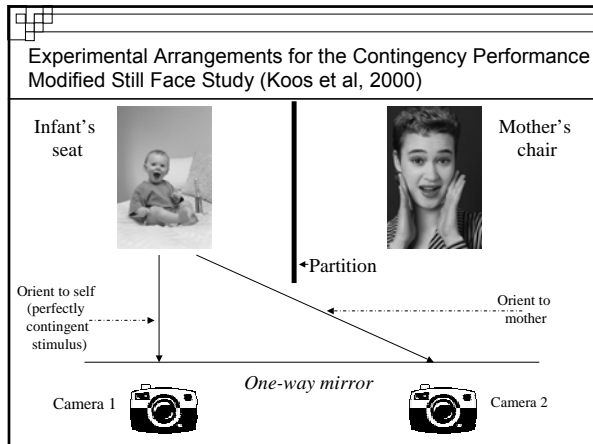 Experimental Arrangements for the Contingency Performance
Modified Still Face Study (Koos et al, 2000)
Infant's
seat
Mother's
chair
Partition
Orient to self
(perfectly
contingent
stimulus)
Orient to
mother
One-way mirror
Camera 1
Camera 2